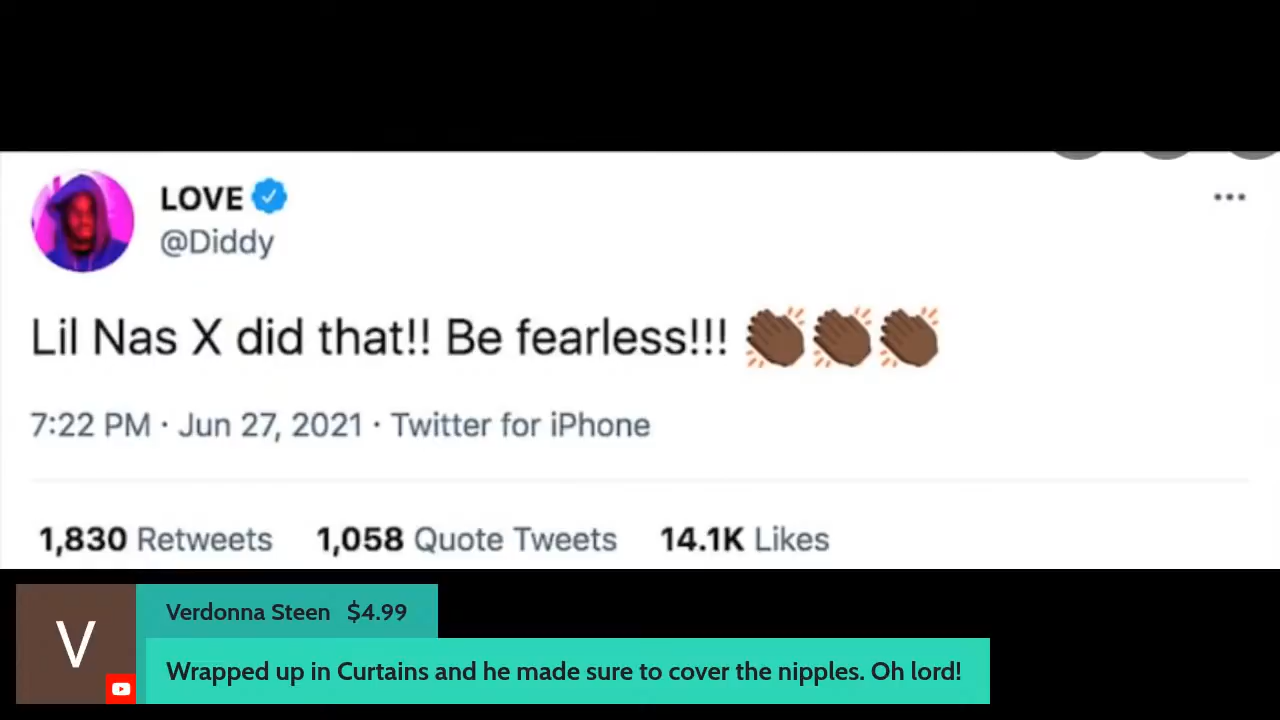 LOVE
@Diddy
Lil Nas X did that!! Be fearless!!! 👏🏿👏🏿👏🏿
7:22 PM · Jun 27, 2021 · Twitter for iPhone
1,830 Retweets 1,058 Quote Tweets 14.1K Likes
V
Verdonna Steen $4.99
Wrapped up in Curtains and he made sure to cover the nipples. Oh lord!